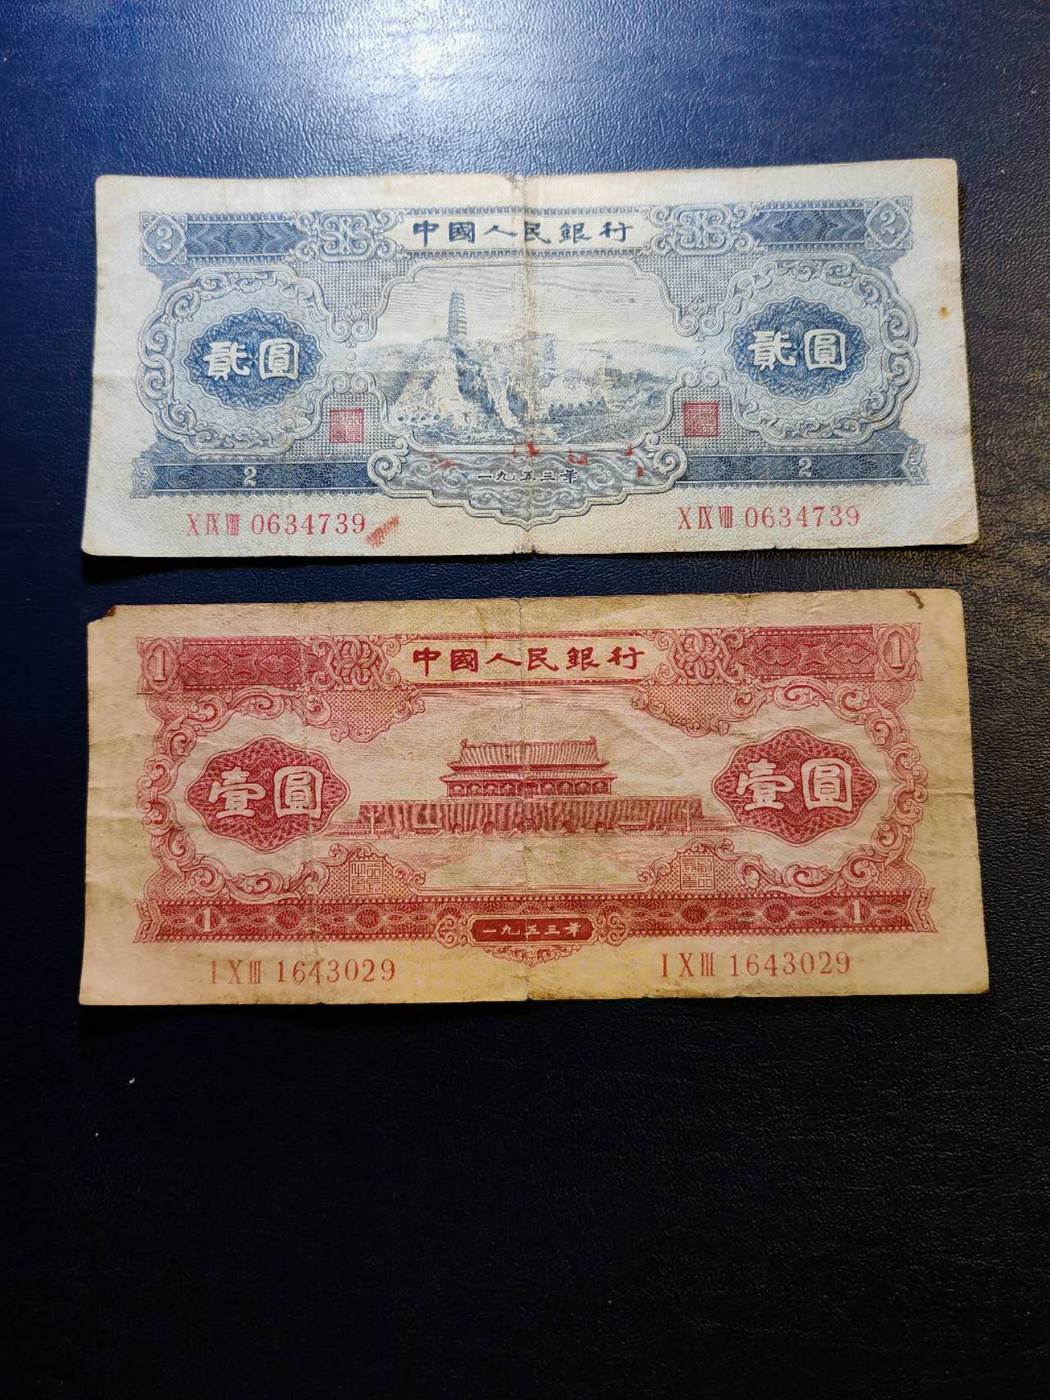 2 2
中國人民銀行
貳圓 貳圓
2 2
一九五三年
X IX VIII 0634739 X IX VIII 0634739
1 1
中國人民銀行
壹圓 壹圓
1 1
一九五三年
I X III 1643029 I X III 1643029